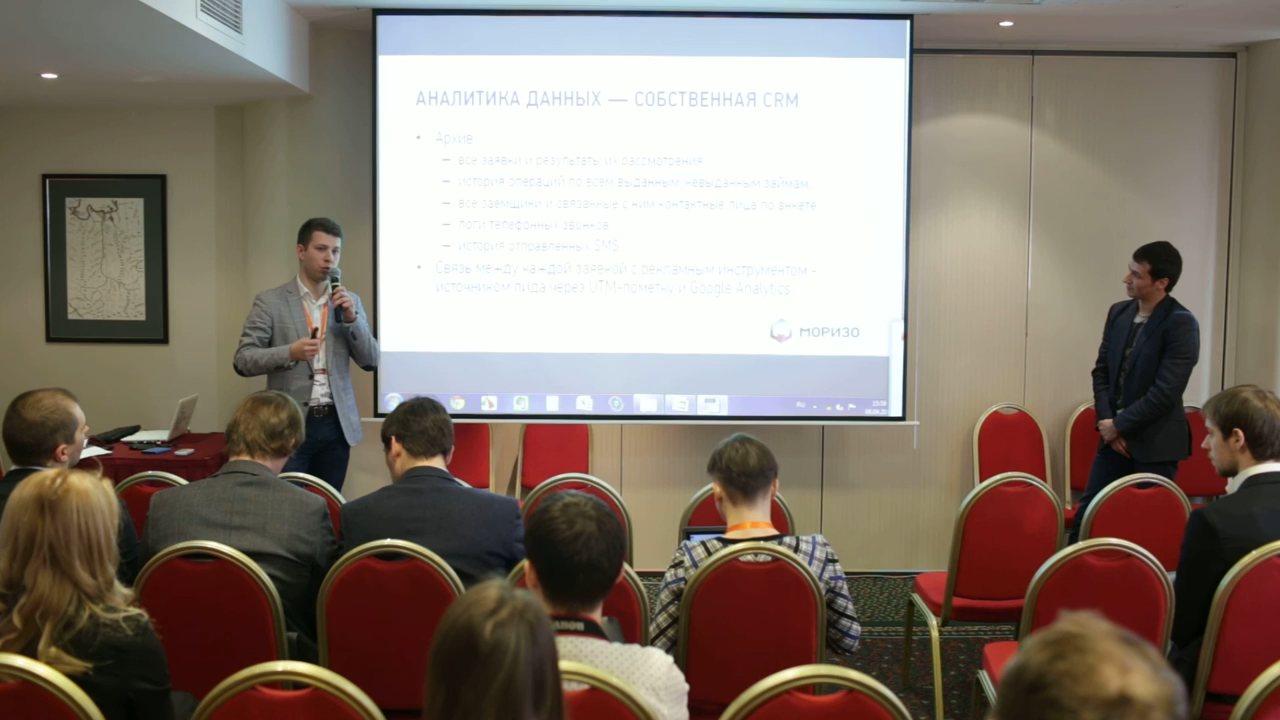 АНАЛИТИКА ДАННЫХ — СОБСТВЕННАЯ CRM
• Архив
— все заявки и результаты их рассмотрения
— история операций по всем выданным/невыданным займам
— все заемщики и связанные с ним контактные лица по анкете
— логи телефонных звонков
— история отправленных SMS
• Связь между каждой заявкой с рекламным инструментом -
источником лида через UTM-пометку и Google Analytics
МОРИЗО
RU